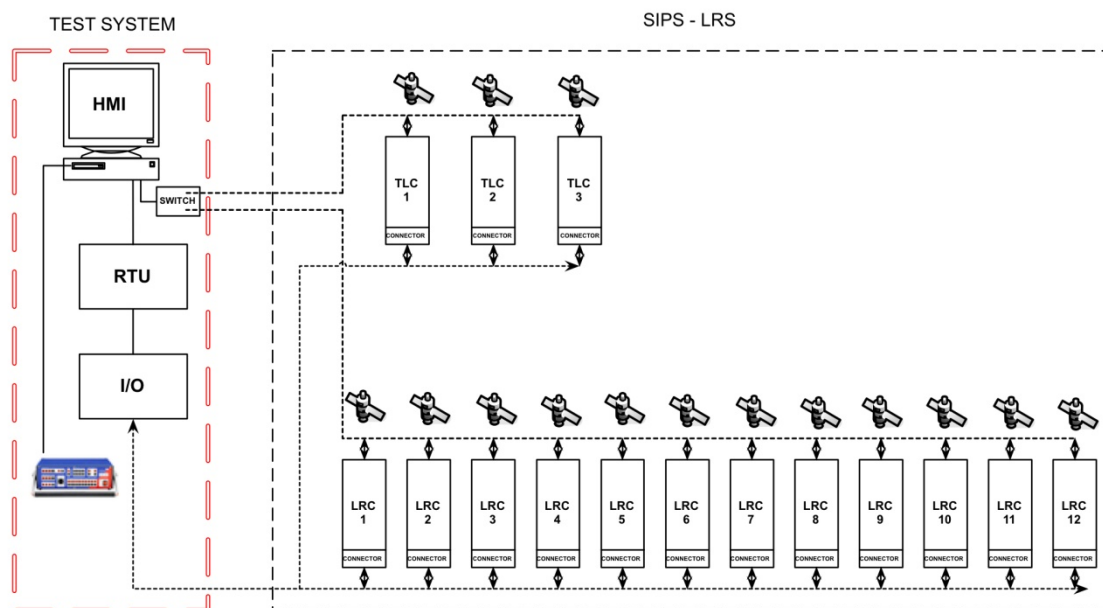 TEST SYSTEM
SIPS - LRS
HMI
SWITCH
RTU
I/O
TLC
1
CONNECTOR
TLC
2
CONNECTOR
TLC
3
CONNECTOR
LRC
1
CONNECTOR
LRC
2
CONNECTOR
LRC
3
CONNECTOR
LRC
4
CONNECTOR
LRC
5
CONNECTOR
LRC
6
CONNECTOR
LRC
7
CONNECTOR
LRC
8
CONNECTOR
LRC
9
CONNECTOR
LRC
10
CONNECTOR
LRC
11
CONNECTOR
LRC
12
CONNECTOR